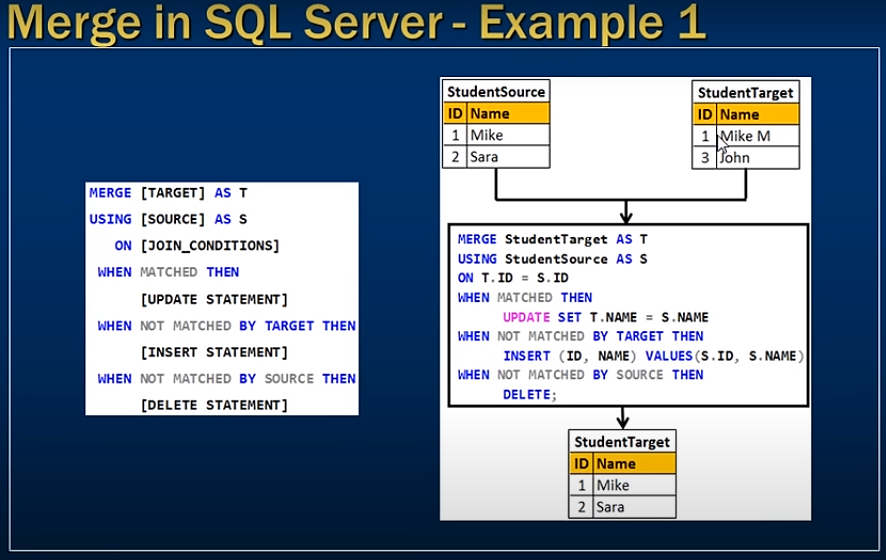 Merge in SQL Server - Example 1
MERGE [TARGET] AS T
USING [SOURCE] AS S
ON [JOIN_CONDITIONS]
WHEN MATCHED THEN
[UPDATE STATEMENT]
WHEN NOT MATCHED BY TARGET THEN
[INSERT STATEMENT]
WHEN NOT MATCHED BY SOURCE THEN
[DELETE STATEMENT]
StudentSource
ID Name
1 Mike
2 Sara
StudentTarget
ID Name
1 Mike M
3 John
MERGE StudentTarget AS T
USING StudentSource AS S
ON T.ID = S.ID
WHEN MATCHED THEN
UPDATE SET T.NAME = S.NAME
WHEN NOT MATCHED BY TARGET THEN
INSERT (ID, NAME) VALUES(S.ID, S.NAME)
WHEN NOT MATCHED BY SOURCE THEN
DELETE;
StudentTarget
ID Name
1 Mike
2 Sara